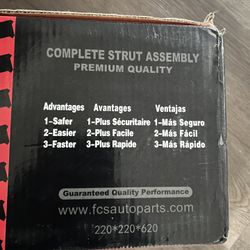 COMPLETE STRUT ASSEMBLY
PREMIUM QUALITY
Advantages Avantages Ventajas
1-Safer 1-Plus Sécuritaire 1-Más Seguro
2-Easier 2-Plus Facile 2-Más Fácil
3-Faster 3-Plus Rapide 3-Más Rápido
Guaranteed Quality Performance
www.fcsautoparts.com
220*220*620